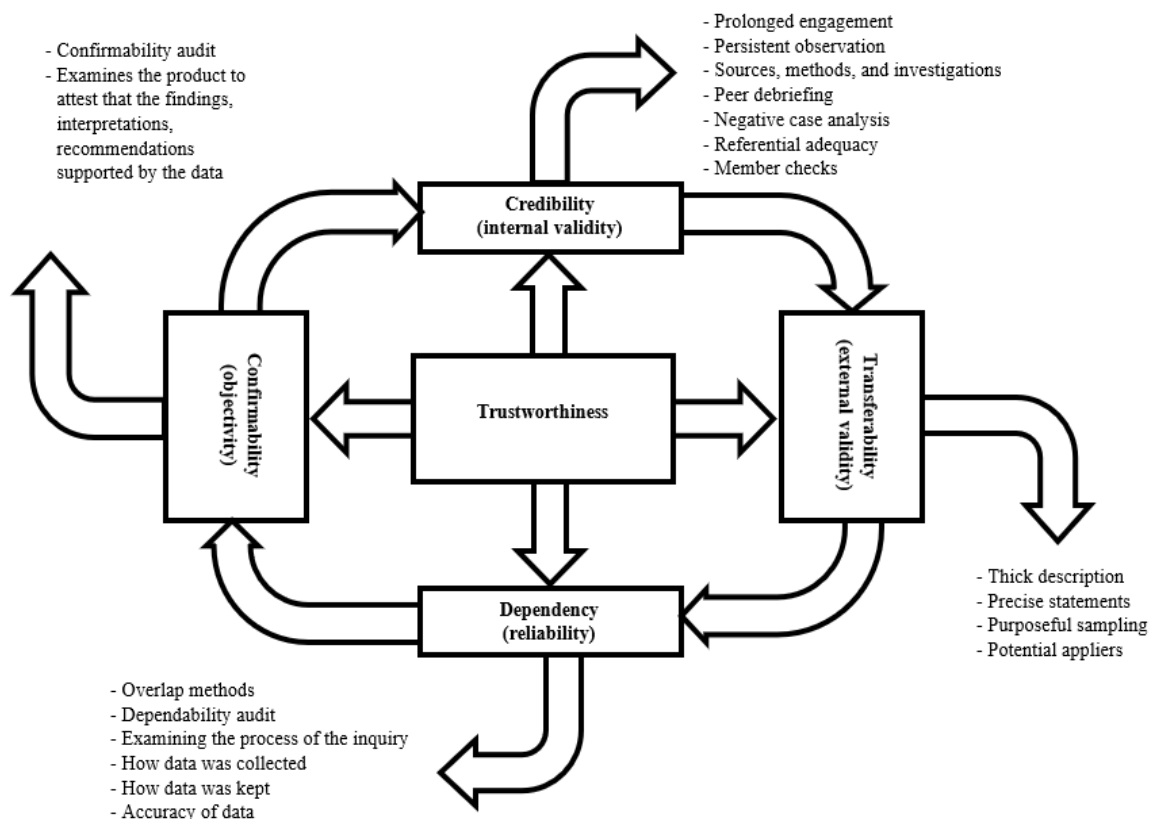 - Confirmability audit
- Examines the product to
attest that the findings,
interpretations,
recommendations
supported by the data
- Prolonged engagement
- Persistent observation
- Sources, methods, and investigations
- Peer debriefing
- Negative case analysis
- Referential adequacy
- Member checks
Credibility
(internal validity)
Confirmability
(objectivity)
Trustworthiness
Transferability
(external validity)
Dependency
(reliability)
- Thick description
- Precise statements
- Purposeful sampling
- Potential appliers
- Overlap methods
- Dependability audit
- Examining the process of the inquiry
- How data was collected
- How data was kept
- Accuracy of data